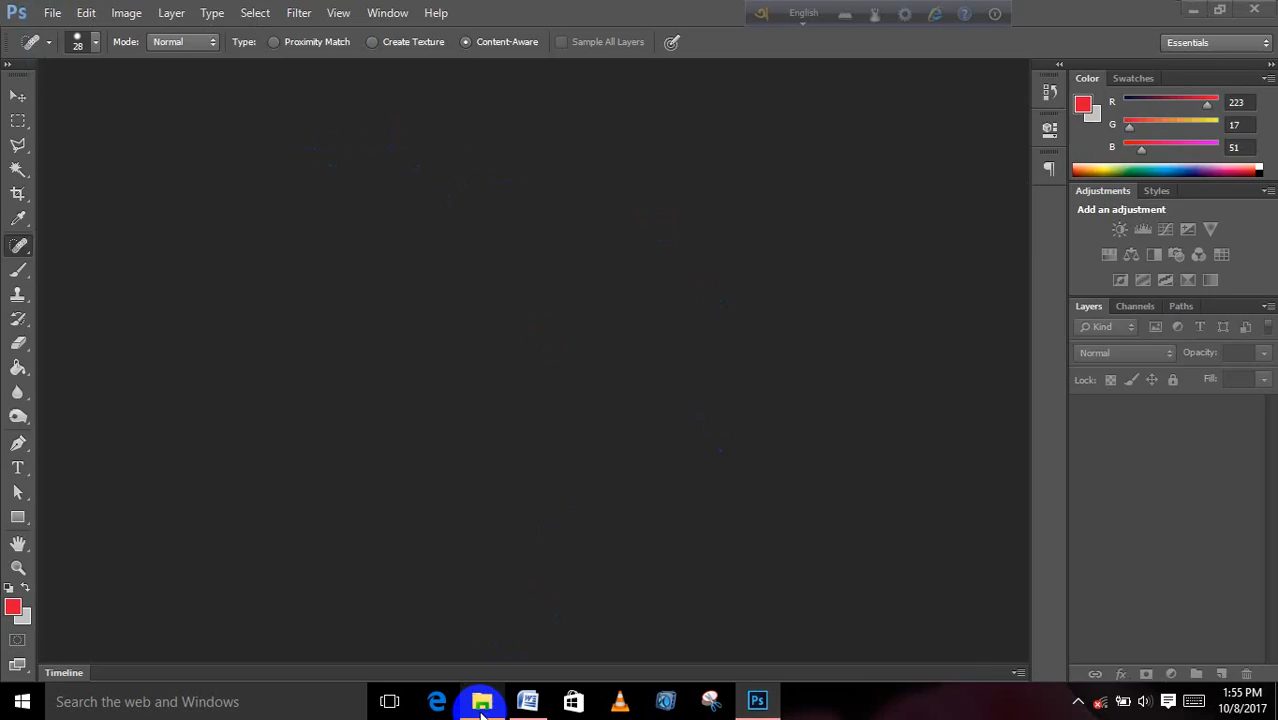 Ps File Edit Image Layer Type Select Filter View Window Help
English
28 Mode: Normal Type: Proximity Match Create Texture Content-Aware Sample All Layers Essentials
Color Swatches
R 223
G 17
B 51
Adjustments Styles
Add an adjustment
Layers Channels Paths
Kind
Normal Opacity:
Lock: Fill:
Timeline
Search the web and Windows
Ps
1:55 PM
10/8/2017